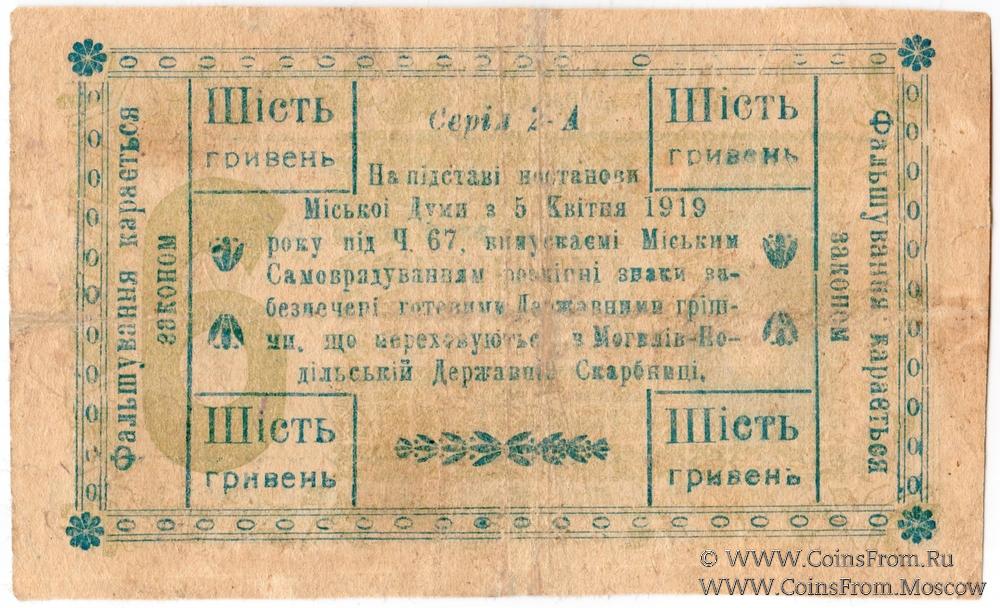 Шість
гривень
Серія 2-А
Шість
гривень
На підставі постанови
Міської Думи з 5 Квітня 1919
року під Ч. 67, випускаємі Міським
Самоврядуванням розмінні знаки за-
безпечені готевими Державними гріш-
ми, що переховуються в Могилів-По-
дільській Державній Скарбниці.
Шість
гривень
Шість
гривень
Фальшування карається
законом
Фальшування карається
законом
6
© WWW.CoinsFrom.Ru
WWW.CoinsFrom.Moscow